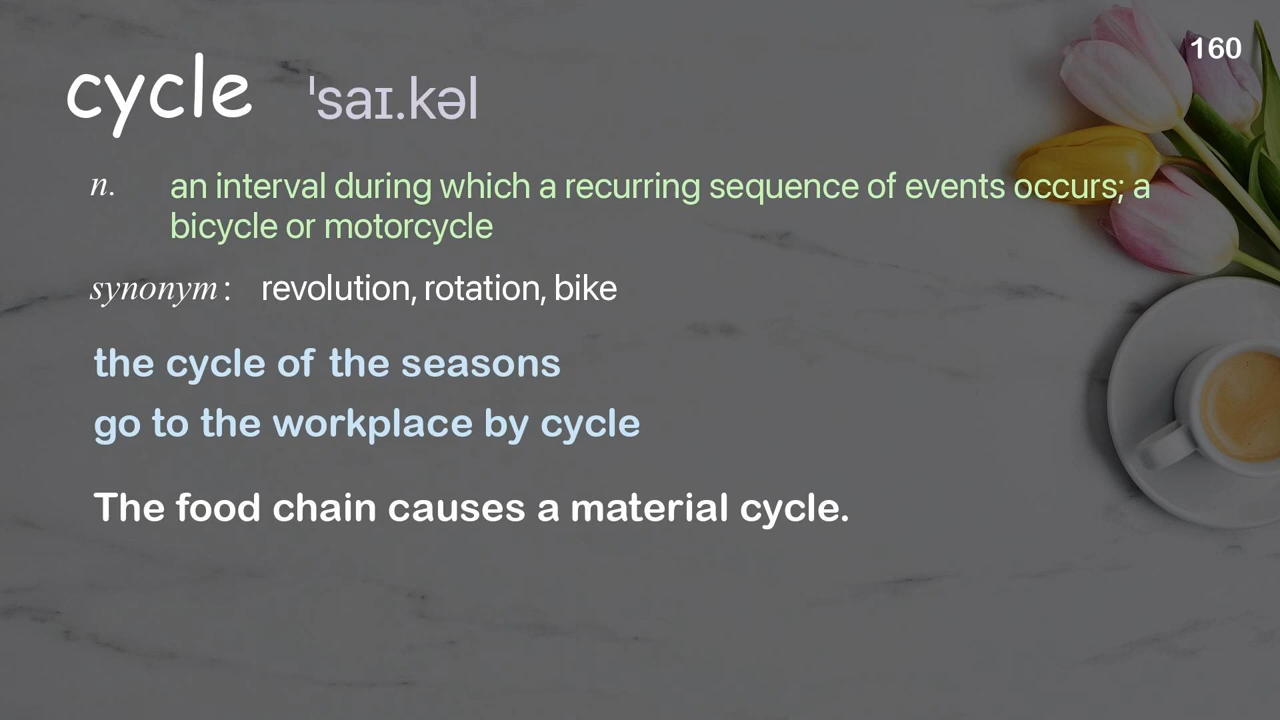 160
cycle ˈsaɪ.kəl
n. an interval during which a recurring sequence of events occurs; a
bicycle or motorcycle
synonym: revolution, rotation, bike
the cycle of the seasons
go to the workplace by cycle
The food chain causes a material cycle.